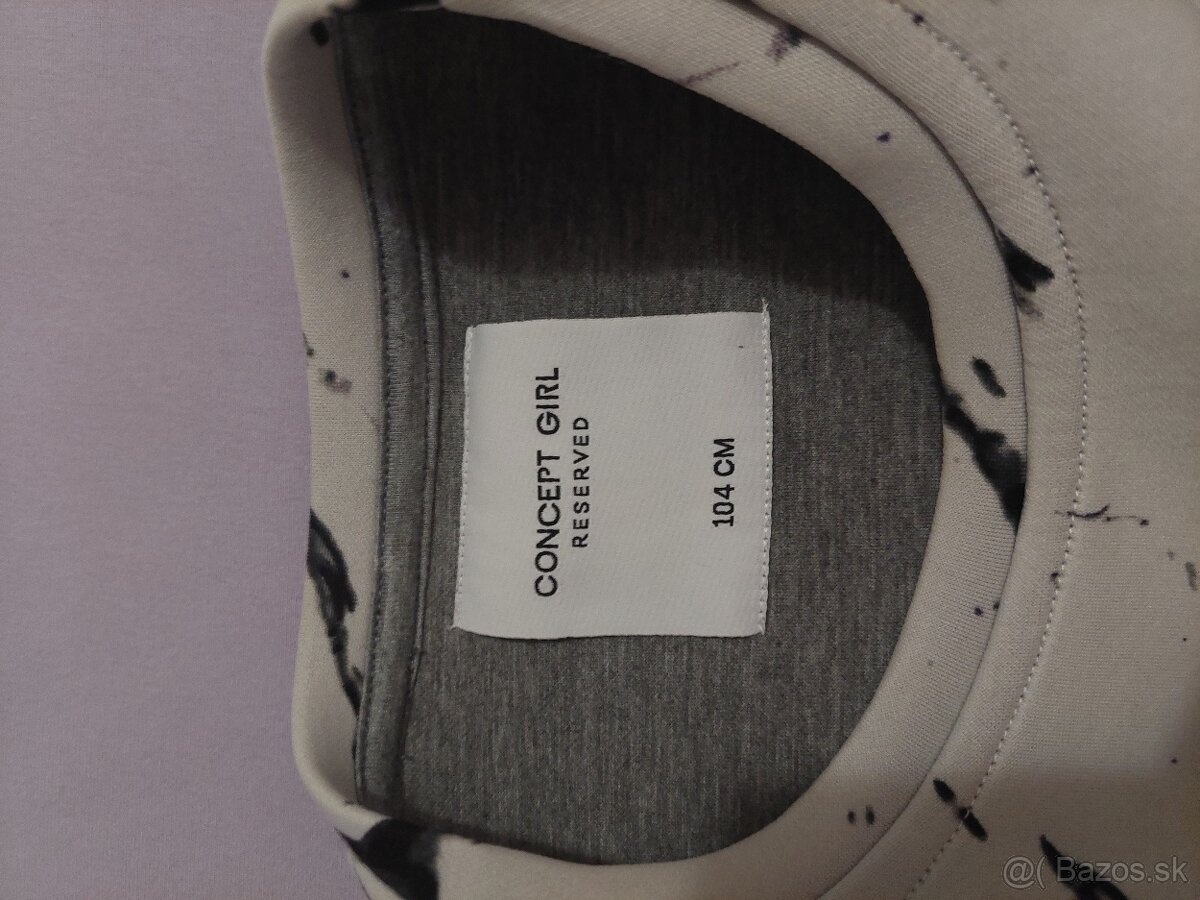 CONCEPT GIRL
RESERVED
104 CM
@( Bazos.sk